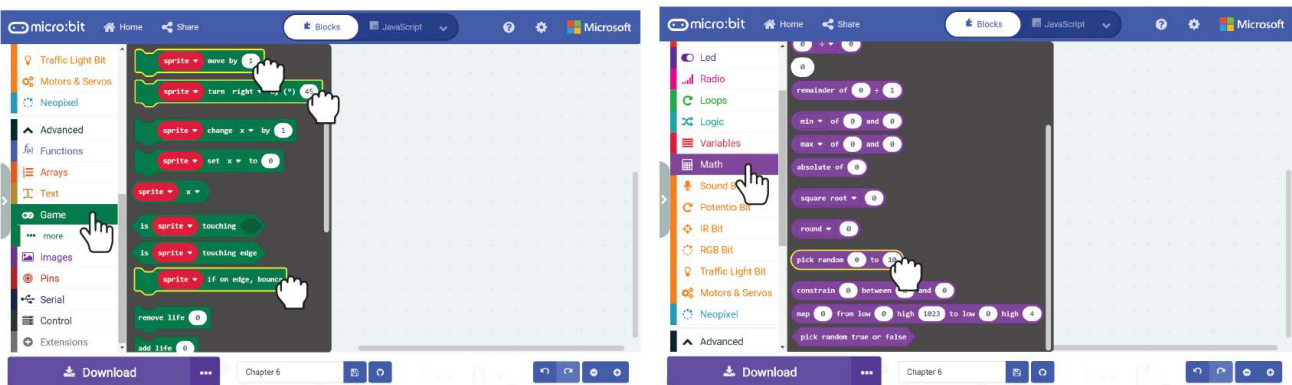 micro:bit Home Share Blocks JavaScript Microsoft
Traffic Light Bit
Motors & Servos
Neopixel
Advanced
Functions
Arrays
Text
Game
more
Images
Pins
Serial
Control
Extensions
sprite move by 1
sprite turn right by (°) 45
sprite change x by 1
sprite set x to 0
sprite x
is sprite touching
is sprite touching edge
sprite if on edge, bounce
remove life 0
add life 0
Download Chapter 6
micro:bit Home Share Blocks JavaScript Microsoft
Led
Radio
Loops
Logic
Variables
Math
Sound
Potentio Bit
IR Bit
RGB Bit
Traffic Light Bit
Motors & Servos
Neopixel
Advanced
0 ÷ 0
0
remainder of 0 ÷ 1
min of 0 and 0
max of 0 and 0
absolute of 0
square root 0
round 0
pick random 0 to 10
constrain 0 between and 0
map 0 from low 0 high 1023 to low 0 high 4
pick random true or false
Download Chapter 6